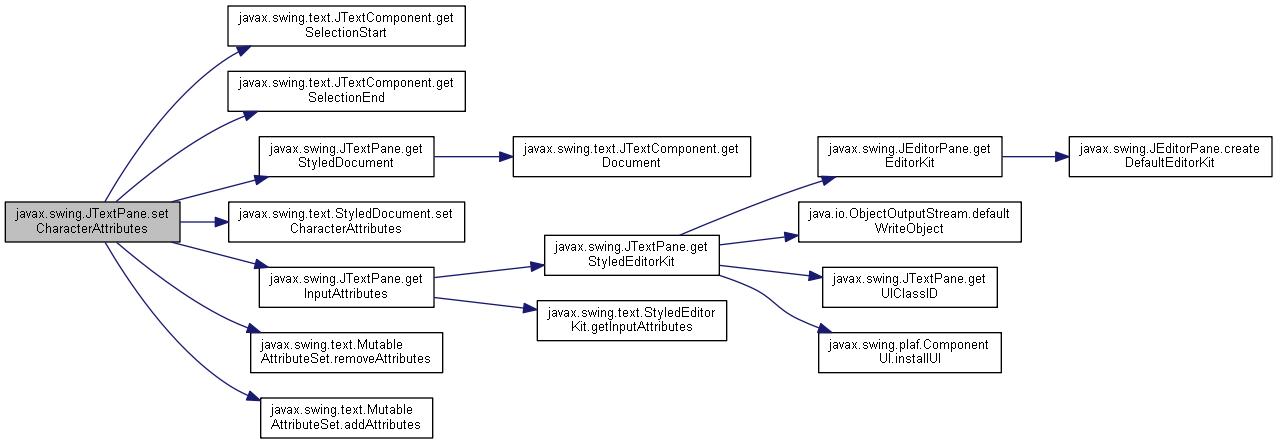 javax.swing.text.JTextComponent.get
SelectionStart
javax.swing.text.JTextComponent.get
SelectionEnd
javax.swing.JTextPane.get
StyledDocument
javax.swing.text.JTextComponent.get
Document
javax.swing.JEditorPane.get
EditorKit
javax.swing.JEditorPane.create
DefaultEditorKit
javax.swing.JTextPane.set
CharacterAttributes
javax.swing.text.StyledDocument.set
CharacterAttributes
java.io.ObjectOutputStream.default
WriteObject
javax.swing.JTextPane.get
StyledEditorKit
javax.swing.JTextPane.get
InputAttributes
javax.swing.JTextPane.get
UIClassID
javax.swing.text.StyledEditor
Kit.getInputAttributes
javax.swing.text.Mutable
AttributeSet.removeAttributes
javax.swing.plaf.Component
UI.installUI
javax.swing.text.Mutable
AttributeSet.addAttributes